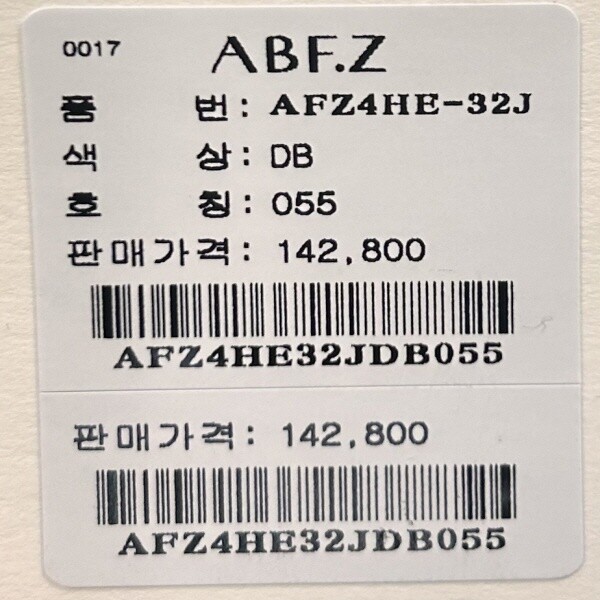 0017 ABF.Z
품 번: AFZ4HE-32J
색 상: DB
호 칭: 055
판매가격: 142,800
AFZ4HE32JDB055
판매가격: 142,800
AFZ4HE32JDB055